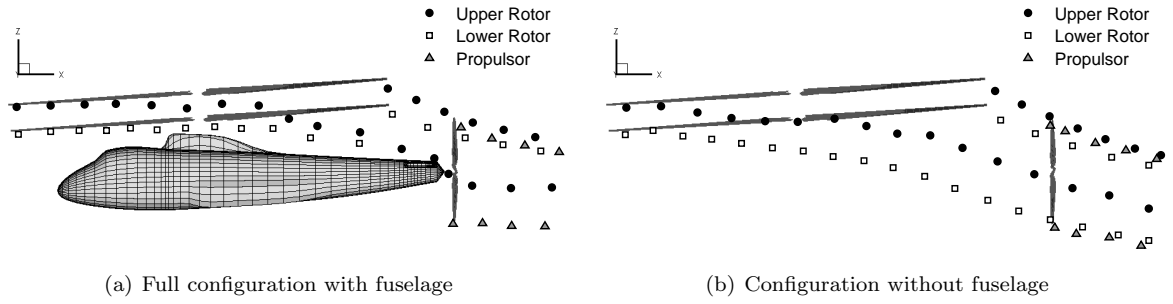 Z
X
Upper Rotor
Lower Rotor
Propulsor
Z
X
Upper Rotor
Lower Rotor
Propulsor
(a) Full configuration with fuselage
(b) Configuration without fuselage